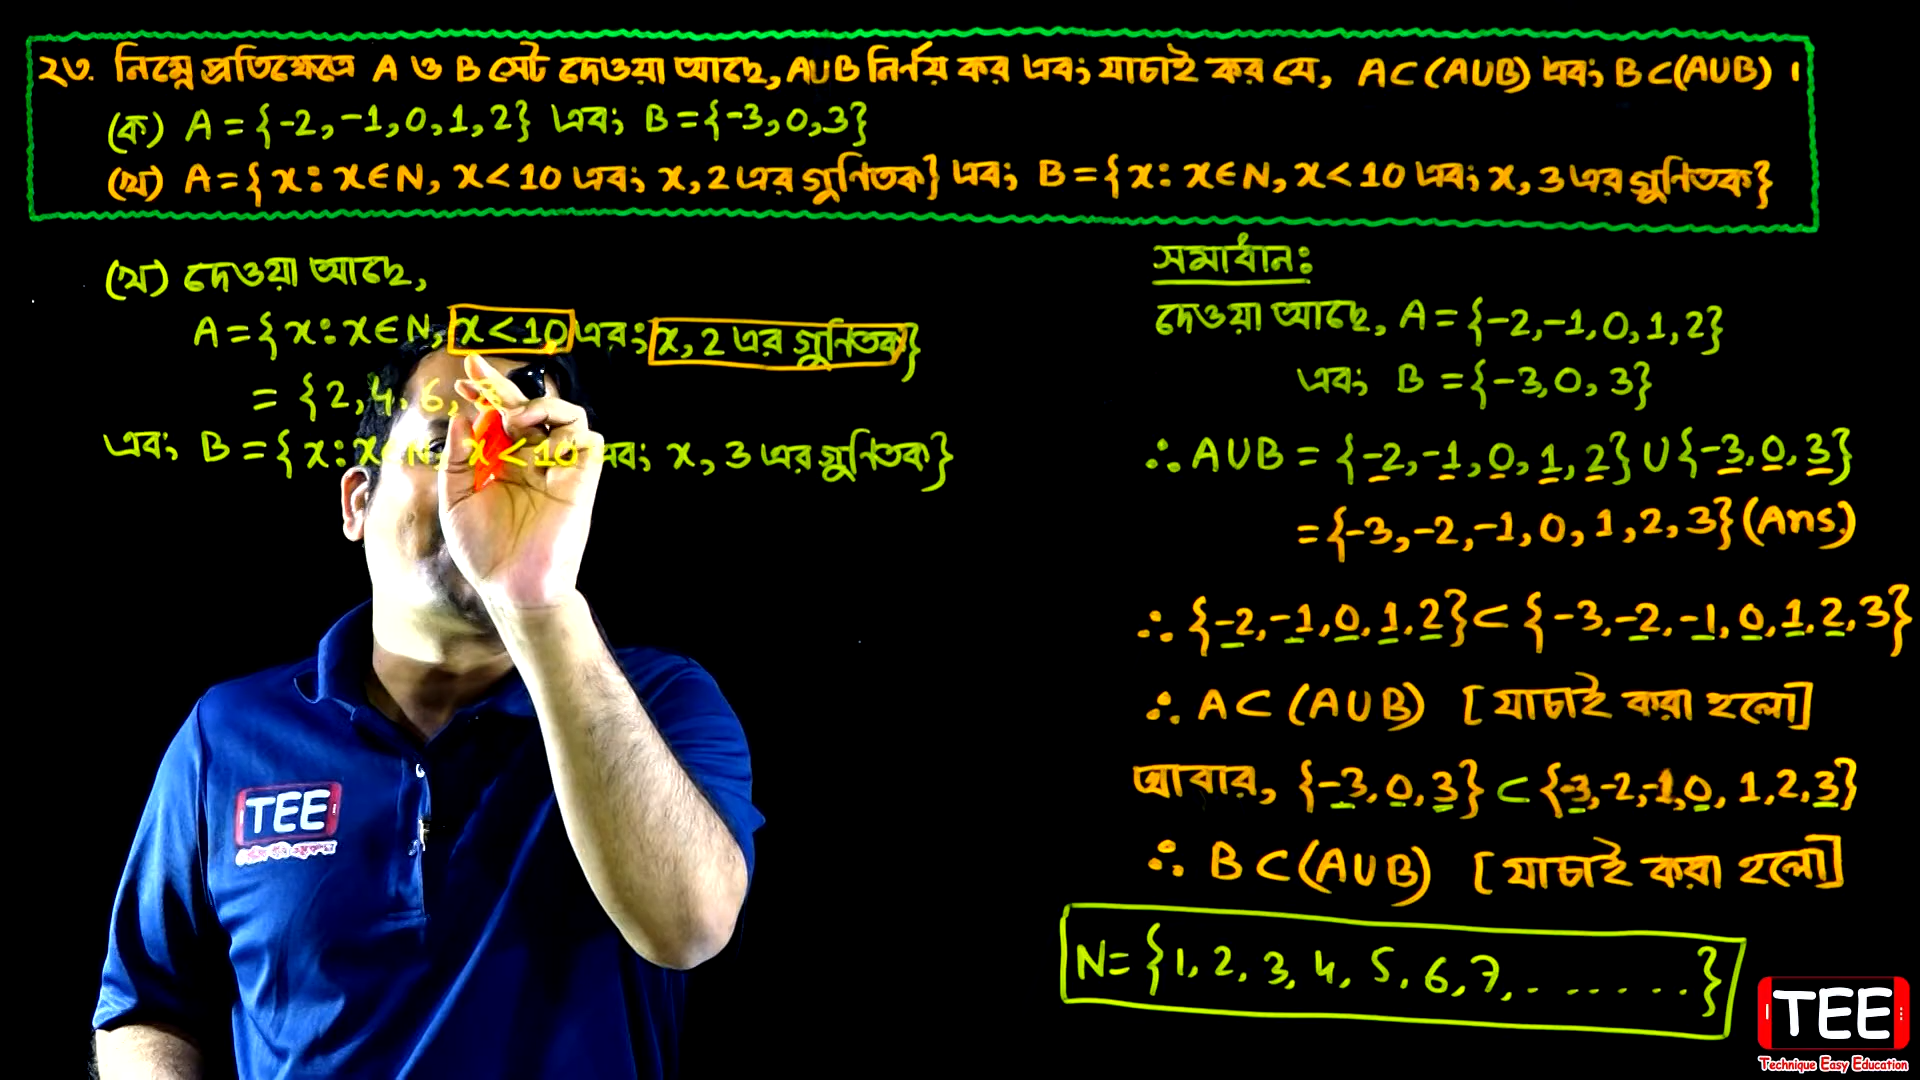 ২৩. নিম্নে প্রতিক্ষেত্রে A ও B সেট দেওয়া আছে, A∪B নির্ণয় কর এবং যাচাই কর যে, A⊂(A∪B) এবং B⊂(A∪B) ।
(ক) A={-2,-1,0,1,2} এবং B={-3,0,3}
(খ) A={x:x∈N, x<10 এবং x, 2 এর গুণিতক} এবং B={x:x∈N, x<10 এবং x, 3 এর গুণিতক}
(খ) দেওয়া আছে,
A={x:x∈N, x<10 এবং x, 2 এর গুণিতক}
= {2,4,6,
এবং B={x:x∈N, x<10 এবং x, 3 এর গুণিতক}
সমাধান:
দেওয়া আছে, A={-2,-1,0,1,2}
এবং B={-3,0,3}
∴ A∪B = {-2,-1,0,1,2}∪{-3,0,3}
={-3,-2,-1,0,1,2,3}(Ans.)
∴ {-2,-1,0,1,2}⊂{-3,-2,-1,0,1,2,3}
∴ A⊂(A∪B) [যাচাই করা হলো]
আবার, {-3,0,3}⊂{-3,-2,-1,0,1,2,3}
∴ B⊂(A∪B) [যাচাই করা হলো]
N={1,2,3,4,5,6,7,.......}
TEE
TEE
Technique Easy Education